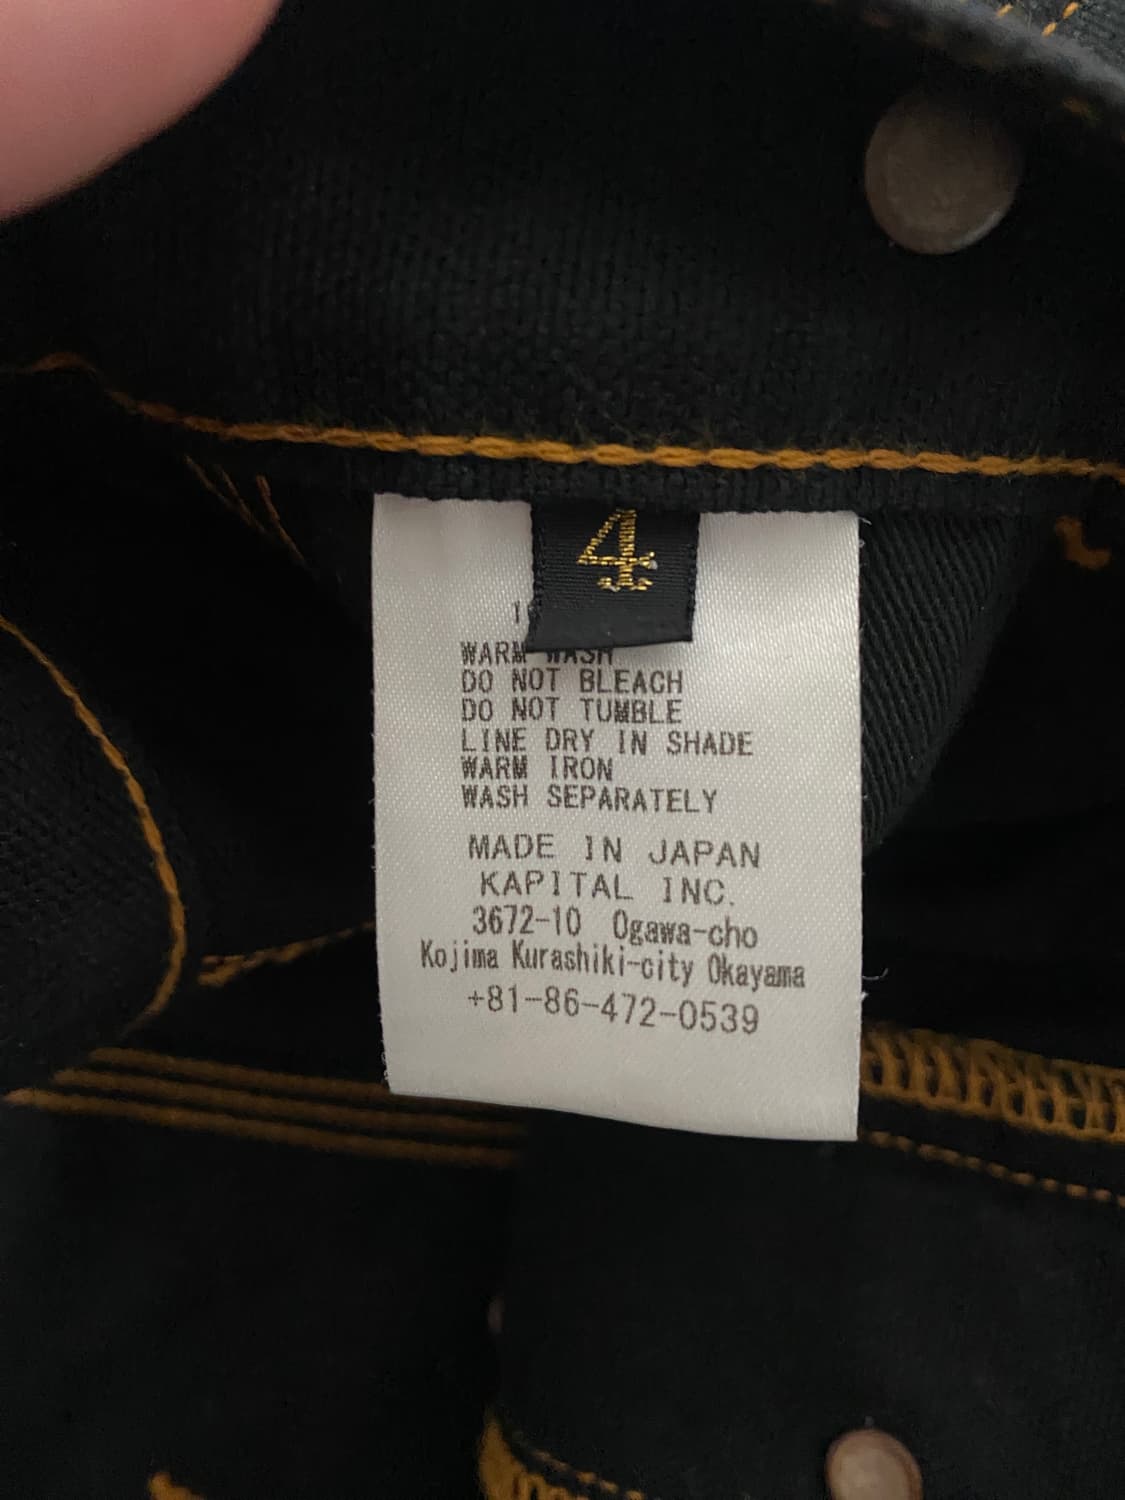 4
WARM WASH
DO NOT BLEACH
DO NOT TUMBLE
LINE DRY IN SHADE
WARM IRON
WASH SEPARATELY
MADE IN JAPAN
KAPITAL INC.
3672-10 Ogawa-cho
Kojima Kurashiki-city Okayama
+81-86-472-0539